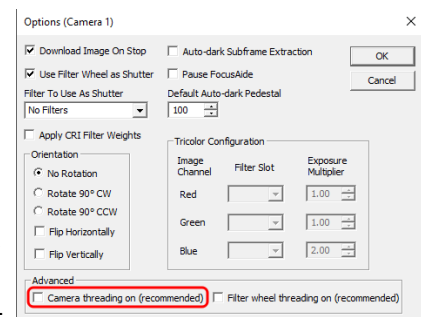 Options (Camera 1)
Download Image On Stop
Auto-dark Subframe Extraction
OK
Use Filter Wheel as Shutter
Pause FocusAide
Cancel
Filter To Use As Shutter
Default Auto-dark Pedestal
No Filters
100
Apply CRI Filter Weights
Tricolor Configuration
Orientation
Image Channel
Filter Slot
Exposure Multiplier
No Rotation
Red
1.00
Rotate 90° CW
Rotate 90° CCW
Green
1.00
Flip Horizontally
Flip Vertically
Blue
2.00
Advanced
Camera threading on (recommended)
Filter wheel threading on (recommended)